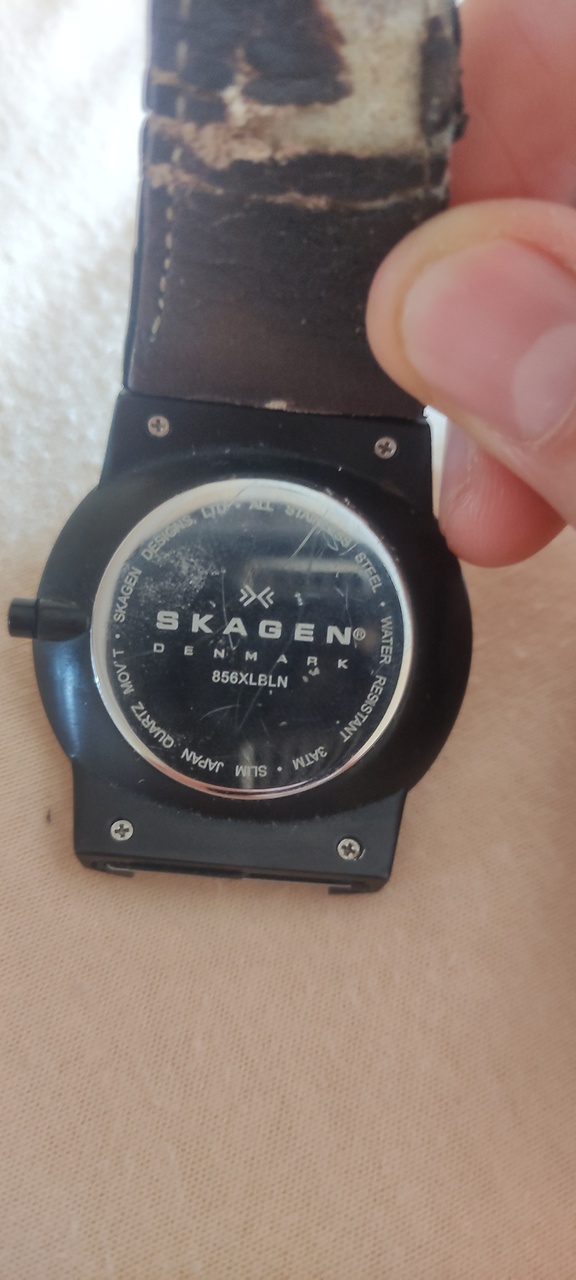 SKAGEN®
DENMARK
856XLBLN
SKAGEN DESIGNS, LTD • ALL STAINLESS STEEL • WATER RESISTANT 3ATM • SLIM JAPAN QUARTZ MOV'T •